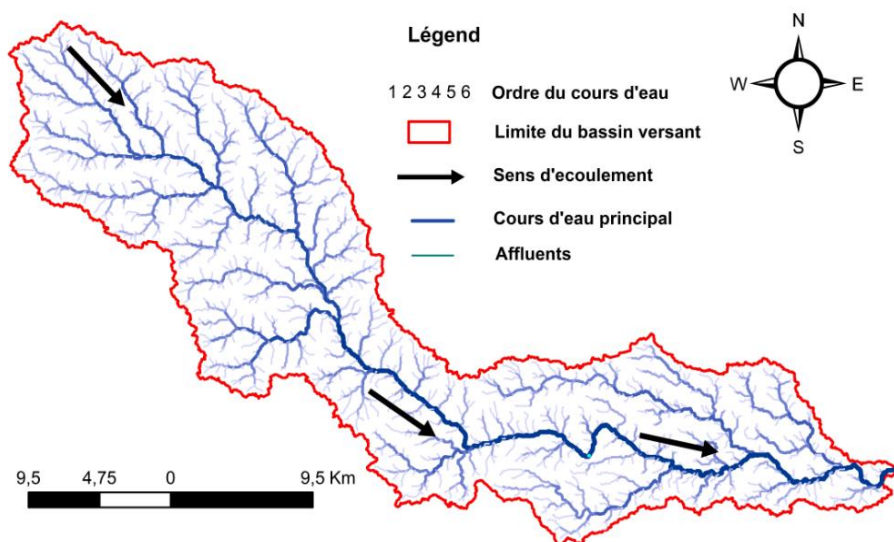 Légend
N
W E
S
1 2 3 4 5 6 Ordre du cours d'eau
Limite du bassin versant
Sens d'ecoulement
Cours d'eau principal
Affluents
9,5 4,75 0 9,5 Km